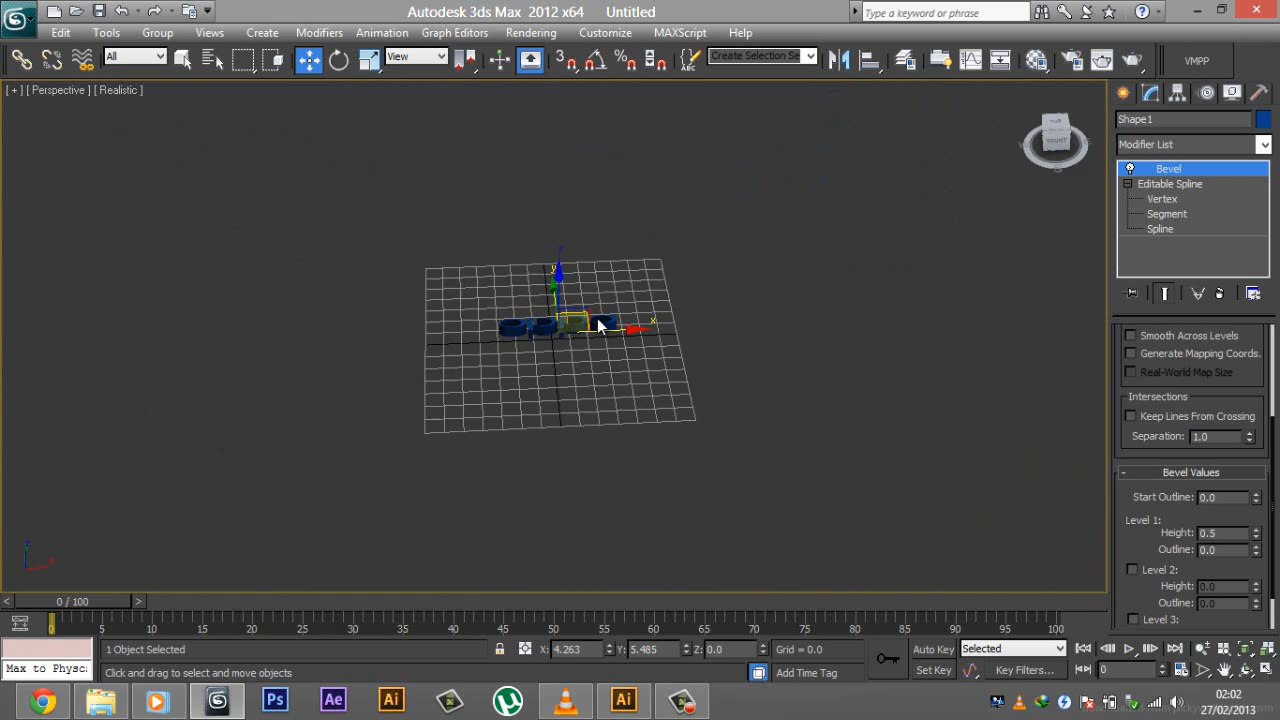 Autodesk 3ds Max 2012 x64 Untitled
Type a keyword or phrase
Edit Tools Group Views Create Modifiers Animation Graph Editors Rendering Customize MAXScript Help
All View 3 Create Selection Se VMPP
[ + ] [ Perspective ] [ Realistic ]
Shape1
Modifier List
Bevel
Editable Spline
Vertex
Segment
Spline
FRONT
z
y
x
Smooth Across Levels
Generate Mapping Coords.
Real-World Map Size
Intersections
Keep Lines From Crossing
Separation: 1.0
Bevel Values
Start Outline: 0.0
Level 1:
Height: 0.5
Outline: 0.0
Level 2:
Height: 0.0
Outline: 0.0
Level 3:
< 0 / 100 >
0 5 10 15 20 25 30 35 40 45 50 55 60 65 70 75 80 85 90 95 100
1 Object Selected X: 4.263 Y: 5.485 Z: 0.0 Grid = 0.0 Auto Key Selected
Max to Physc Click and drag to select and move objects Add Time Tag Set Key Key Filters... 0
Ps Ae Ai Ai
02:02
27/02/2013